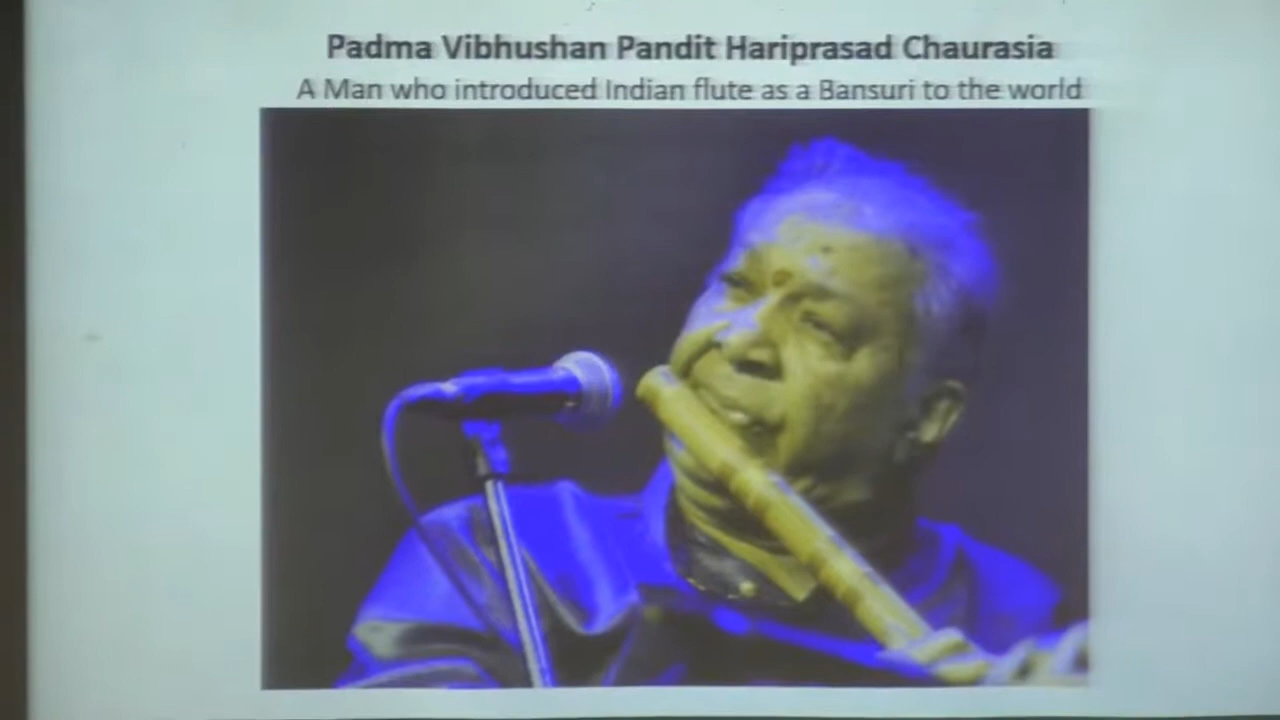 Padma Vibhushan Pandit Hariprasad Chaurasia
A Man who introduced Indian flute as a Bansuri to the world